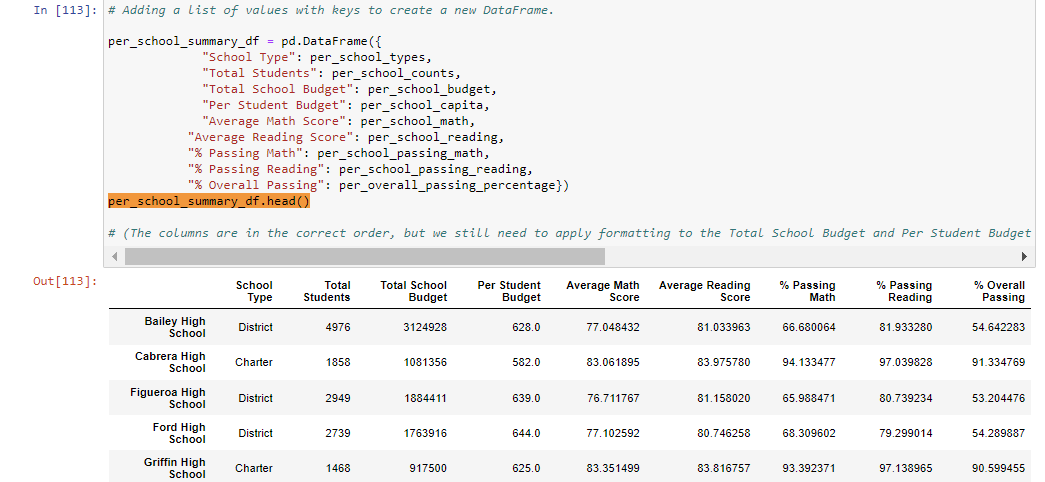 In [113]: # Adding a list of values with keys to create a new DataFrame.
per_school_summary_df = pd.DataFrame({
"School Type": per_school_types,
"Total Students": per_school_counts,
"Total School Budget": per_school_budget,
"Per Student Budget": per_school_capita,
"Average Math Score": per_school_math,
"Average Reading Score": per_school_reading,
"% Passing Math": per_school_passing_math,
"% Passing Reading": per_school_passing_reading,
"% Overall Passing": per_overall_passing_percentage})
per_school_summary_df.head()
# (The columns are in the correct order, but we still need to apply formatting to the Total School Budget and Per Student Budget
Out[113]:
School Type Total Students Total School Budget Per Student Budget Average Math Score Average Reading Score % Passing Math % Passing Reading % Overall Passing
Bailey High School District 4976 3124928 628.0 77.048432 81.033963 66.680064 81.933280 54.642283
Cabrera High School Charter 1858 1081356 582.0 83.061895 83.975780 94.133477 97.039828 91.334769
Figueroa High School District 2949 1884411 639.0 76.711767 81.158020 65.988471 80.739234 53.204476
Ford High School District 2739 1763916 644.0 77.102592 80.746258 68.309602 79.299014 54.289887
Griffin High School Charter 1468 917500 625.0 83.351499 83.816757 93.392371 97.138965 90.599455